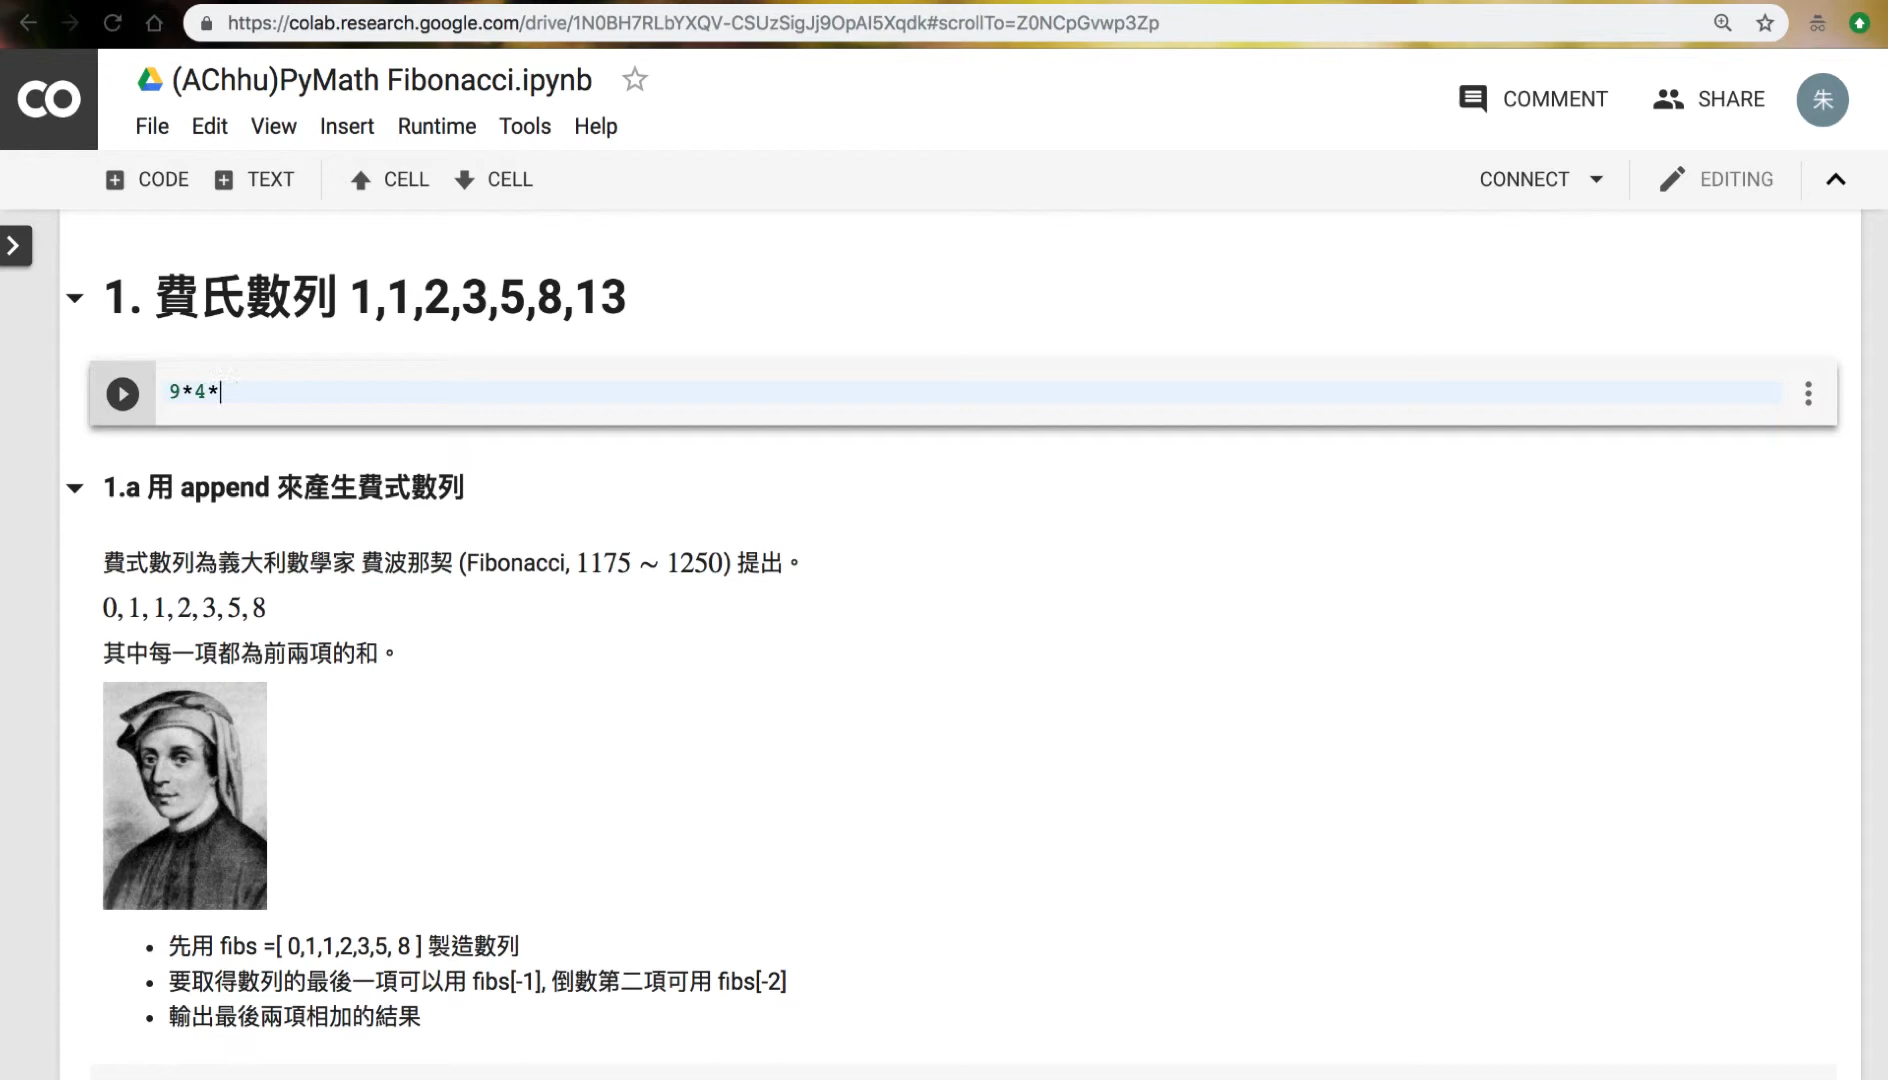 https://colab.research.google.com/drive/1N0BH7RLbYXQV-CSUzSigJj9OpAI5Xqdk#scrollTo=Z0NCpGvwp3Zp
CO
(AChhu)PyMath Fibonacci.ipynb
COMMENT
SHARE
朱
File Edit View Insert Runtime Tools Help
CODE TEXT CELL CELL
CONNECT EDITING
1. 費氏數列 1,1,2,3,5,8,13
9*4*
1.a 用 append 來產生費式數列
費式數列為義大利數學家 費波那契 (Fibonacci, 1175 ~ 1250) 提出。
0, 1, 1, 2, 3, 5, 8
其中每一項都為前兩項的和。
• 先用 fibs =[ 0,1,1,2,3,5, 8 ] 製造數列
• 要取得數列的最後一項可以用 fibs[-1], 倒數第二項可用 fibs[-2]
• 輸出最後兩項相加的結果